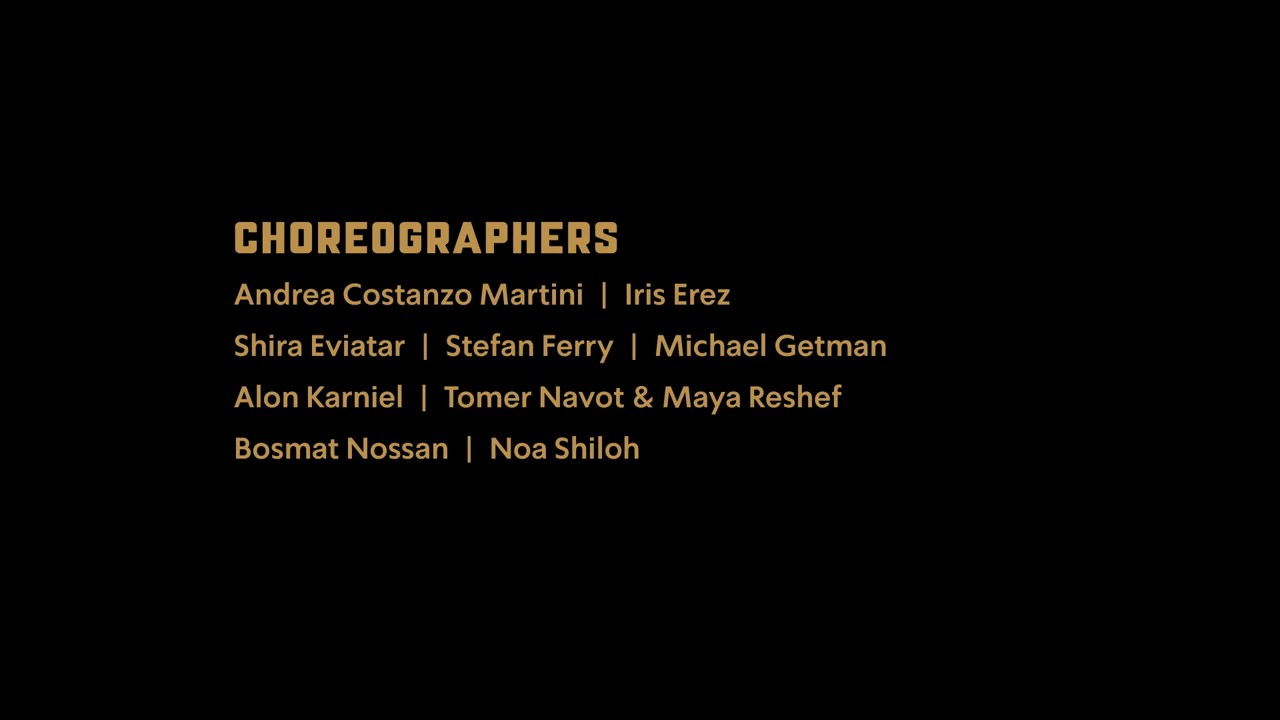 CHOREOGRAPHERS
Andrea Costanzo Martini | Iris Erez
Shira Eviatar | Stefan Ferry | Michael Getman
Alon Karniel | Tomer Navot & Maya Reshef
Bosmat Nossan | Noa Shiloh